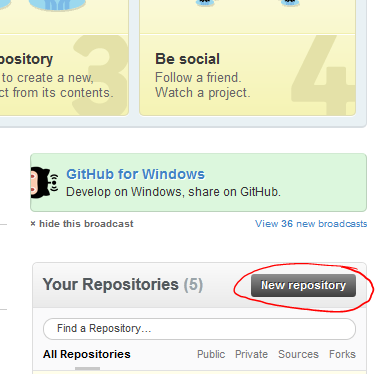 pository
to create a new,
ct from its contents.
3
Be social
Follow a friend.
Watch a project.
4
GitHub for Windows
Develop on Windows, share on GitHub.
× hide this broadcast
View 36 new broadcasts
Your Repositories (5)
New repository
Find a Repository...
All Repositories
Public Private Sources Forks